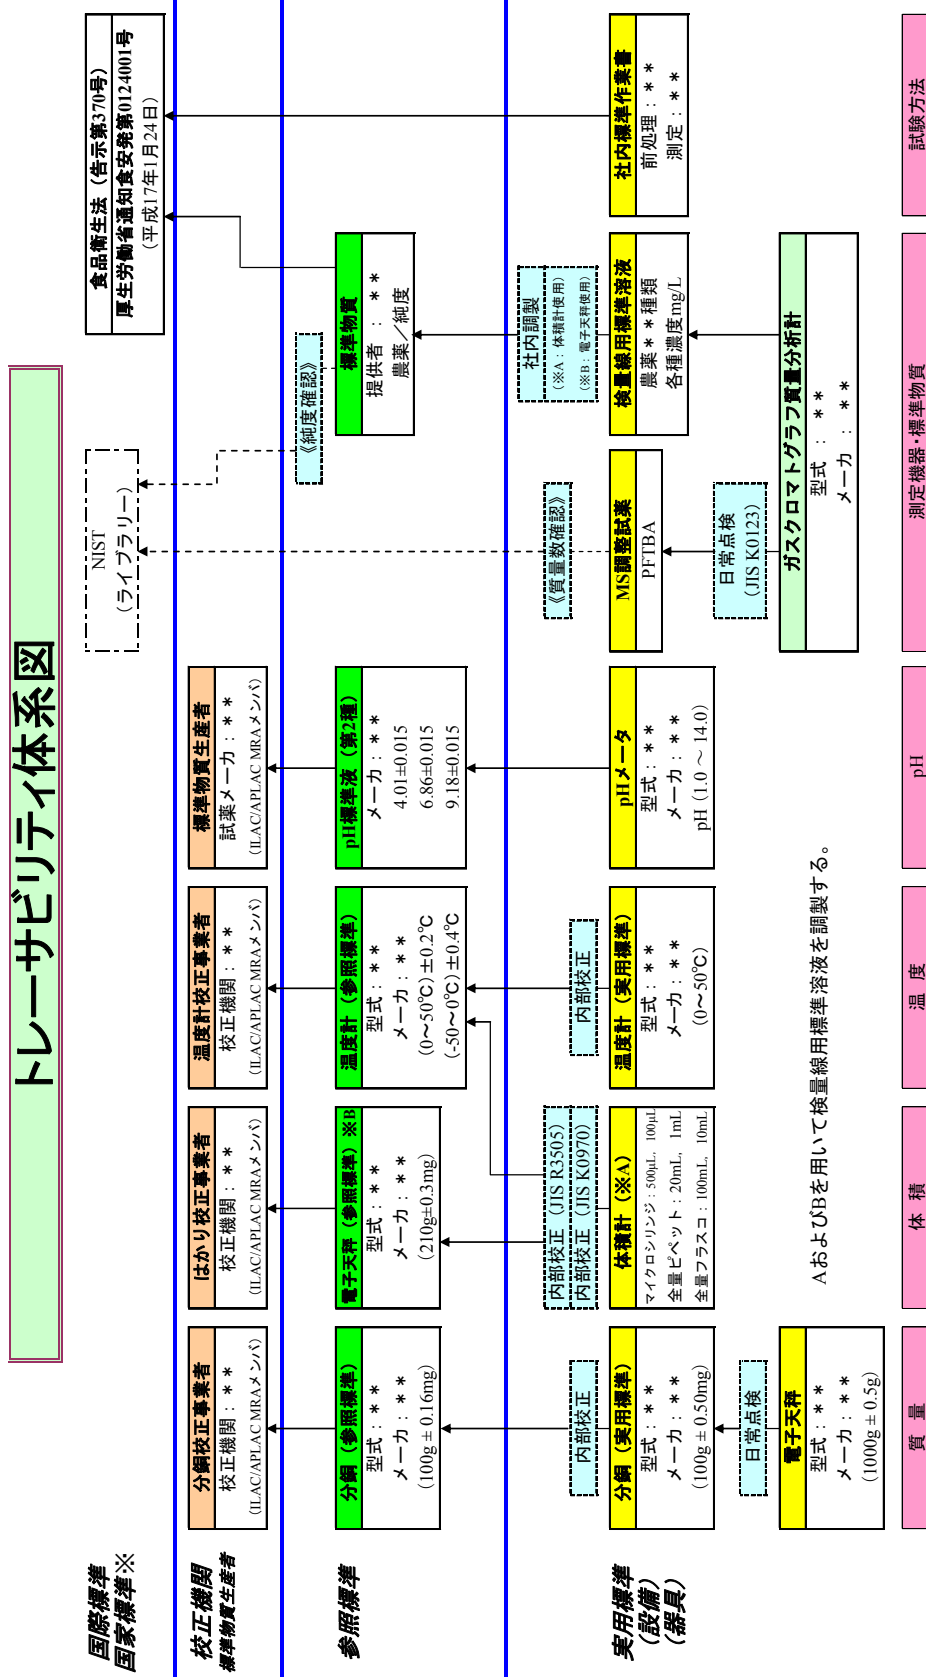 トレーサビリティ体系図
国際標準
国家標準※
NIST
（ライブラリー）
食品衛生法（告示第370号）
厚生労働省通知食安発第0124001号
（平成17年1月24日）
校正機関
標準物質生産者
分銅校正事業者
校正機関：＊＊
(ILAC/APLAC MRAメンバ)
はかり校正事業者
校正機関：＊＊
(ILAC/APLAC MRAメンバ)
温度計校正事業者
校正機関：＊＊
(ILAC/APLAC MRAメンバ)
標準物質生産者
試薬メーカ：＊＊
(ILAC/APLAC MRAメンバ)
参照標準
分銅（参照標準）
型式：＊＊
メーカ：＊＊
(100g ± 0.16mg)
電子天秤（参照標準）※B
型式：＊＊
メーカ：＊＊
(210g±0.3mg)
温度計（参照標準）
型式：＊＊
メーカ：＊＊
(0～50℃)±0.2℃
(-50～0℃)±0.4℃
pH標準液（第2種）
メーカ：＊＊
4.01±0.015
6.86±0.015
9.18±0.015
《純度確認》
標準物質
提供者：＊＊
農薬／純度
内部校正
内部校正（JIS R3505）
内部校正（JIS K0970）
内部校正
《質量数確認》
社内調製
（※A：体積計使用）
（※B：電子天秤使用）
実用標準
（設備）
（器具）
分銅（実用標準）
型式：＊＊
メーカ：＊＊
(100g ± 0.50mg)
体積計（※A）
マイクロシリンジ：500μL，100μL
全量ピペット：20mL，1mL
全量フラスコ：100mL，10mL
温度計（実用標準）
型式：＊＊
メーカ：＊＊
(0～50℃)
pHメータ
型式：＊＊
メーカ：＊＊
pH (1.0 ～ 14.0)
MS調整試薬
PFTBA
検量線用標準溶液
農薬＊＊種類
各種濃度mg/L
社内標準作業書
前処理：＊＊
測定：＊＊
日常点検
日常点検
（JIS K0123）
電子天秤
型式：＊＊
メーカ：＊＊
(1000g ± 0.5g)
AおよびBを用いて検量線用標準溶液を調製する。
ガスクロマトグラフ質量分析計
型式：＊＊
メーカ：＊＊
質 量
体 積
温 度
pH
測定機器・標準物質
試験方法